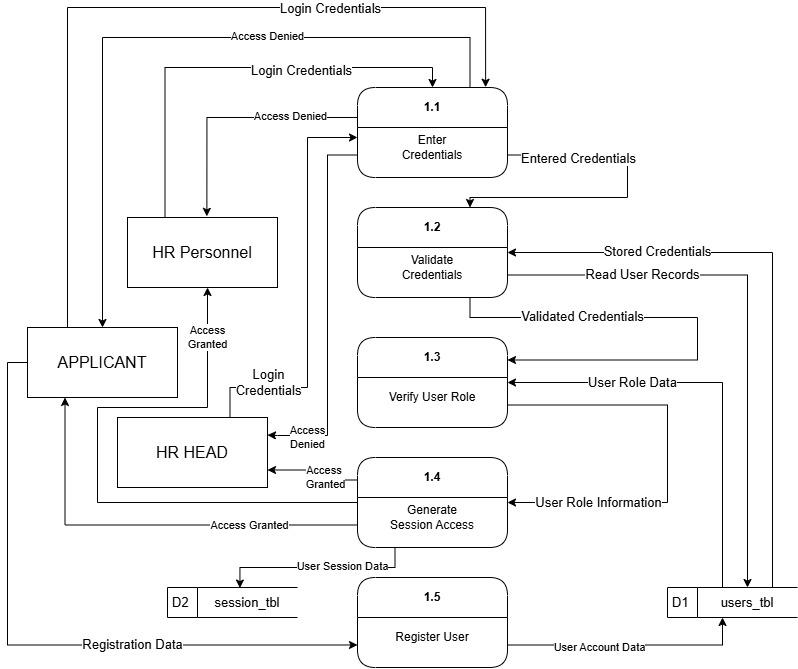 Login Credentials
Access Denied
Login Credentials
1.1
Access Denied
Enter
Credentials
Entered Credentials
1.2
HR Personnel
Stored Credentials
Validate
Credentials
Read User Records
Validated Credentials
Access
Granted
1.3
APPLICANT
User Role Data
Login
Credentials
Verify User Role
Access
Denied
HR HEAD
Access
Granted
1.4
User Role Information
Generate
Session Access
Access Granted
User Session Data
1.5
D2
session_tbl
D1
users_tbl
Register User
Registration Data
User Account Data